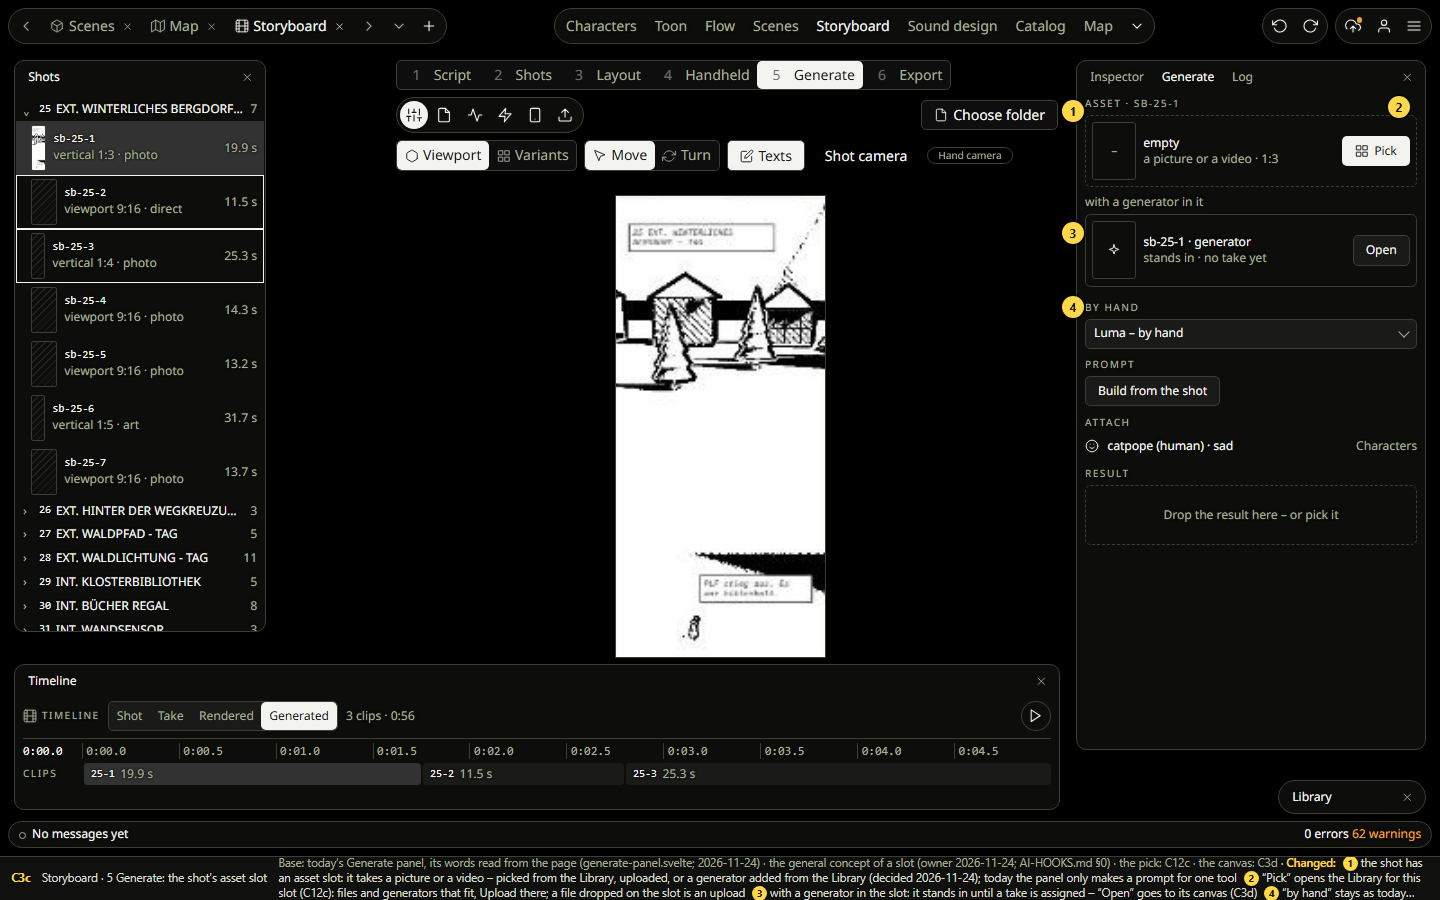 Scenes × Map × Storyboard ×
Characters Toon Flow Scenes Storyboard Sound design Catalog Map
Shots ×
25 EXT. WINTERLICHES BERGDORF... 7
sb-25-1
vertical 1:3 · photo 19.9 s
sb-25-2
viewport 9:16 · direct 11.5 s
sb-25-3
vertical 1:4 · photo 25.3 s
sb-25-4
viewport 9:16 · photo 14.3 s
sb-25-5
viewport 9:16 · photo 13.2 s
sb-25-6
vertical 1:5 · art 31.7 s
sb-25-7
viewport 9:16 · photo 13.7 s
26 EXT. HINTER DER WEGKREUZU... 3
27 EXT. WALDPFAD - TAG 5
28 EXT. WALDLICHTUNG - TAG 11
29 INT. KLOSTERBIBLIOTHEK 5
30 INT. BÜCHER REGAL 8
31 INT. WANDSENSOR 3
1 Script 2 Shots 3 Layout 4 Handheld 5 Generate 6 Export
Choose folder
Viewport Variants Move Turn Texts Shot camera Hand camera
25 EXT. WINTERLICHES
BERGDORF - TAG
Inspector Generate Log ×
1 ASSET · SB-25-1 2
empty
a picture or a video · 1:3
Pick
with a generator in it
3 sb-25-1 · generator
stands in · no take yet
Open
4 BY HAND
Luma – by hand
PROMPT
Build from the shot
ATTACH
catpope (human) · sad Characters
RESULT
Drop the result here – or pick it
Timeline ×
TIMELINE Shot Take Rendered Generated 3 clips · 0:56
0:00.0 0:00.0 0:00.5 0:01.0 0:01.5 0:02.0 0:02.5 0:03.0 0:03.5 0:04.0 0:04.5
CLIPS 25-1 19.9 s 25-2 11.5 s 25-3 25.3 s
Library ×
No messages yet 0 errors 62 warnings
C3c Storyboard · 5 Generate: the shot's asset slot
Base: today's Generate panel, its words read from the page (generate-panel.svelte; 2026-11-24) · the general concept of a slot (owner 2026-11-24; AI-HOOKS.md §0) · the pick: C12c · the canvas: C3d · Changed: 1 the shot has
an asset slot: it takes a picture or a video – picked from the Library, uploaded, or a generator added from the Library (decided 2026-11-24); today the panel only makes a prompt for one tool 2 “Pick” opens the Library for this
slot (C12c): files and generators that fit, Upload there; a file dropped on the slot is an upload 3 with a generator in the slot: it stands in until a take is assigned – “Open” goes to its canvas (C3d) 4 “by hand” stays as today...